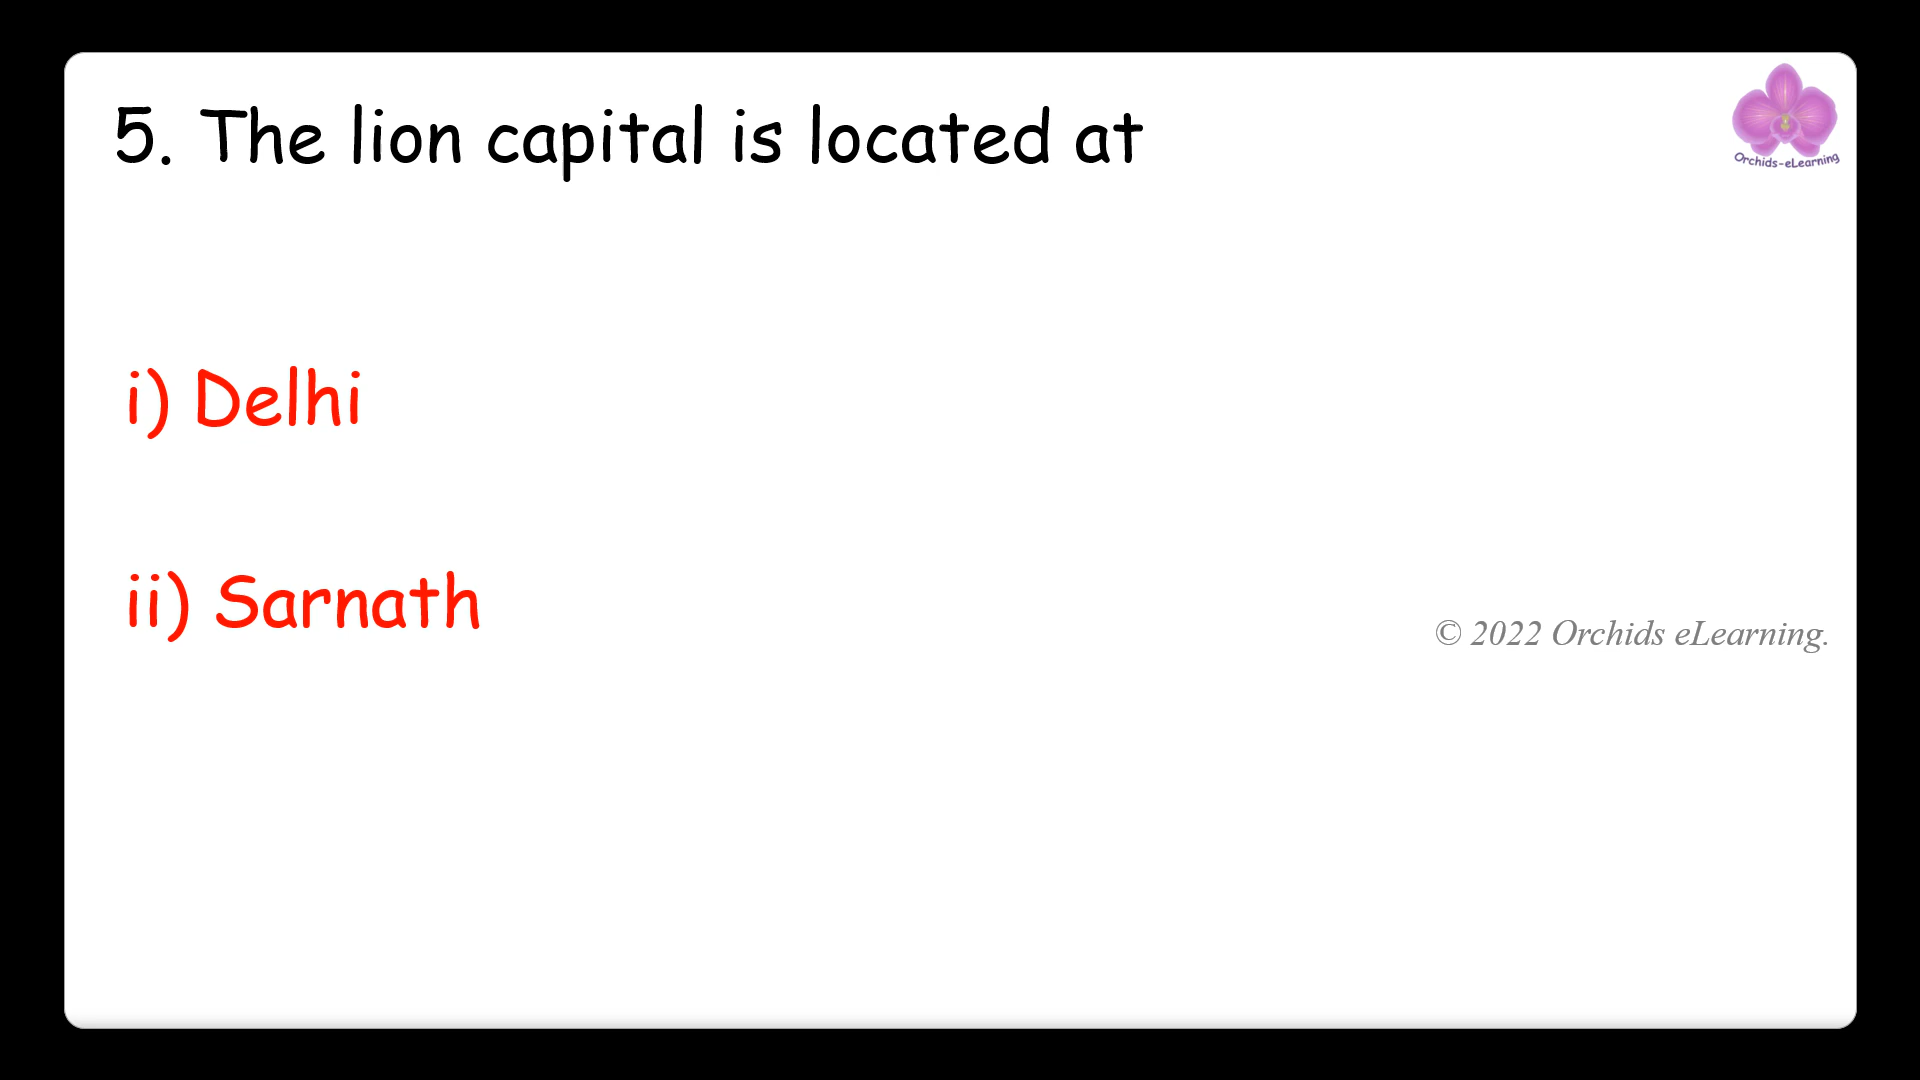 5. The lion capital is located at
Orchids-eLearning
i) Delhi
ii) Sarnath
© 2022 Orchids eLearning.